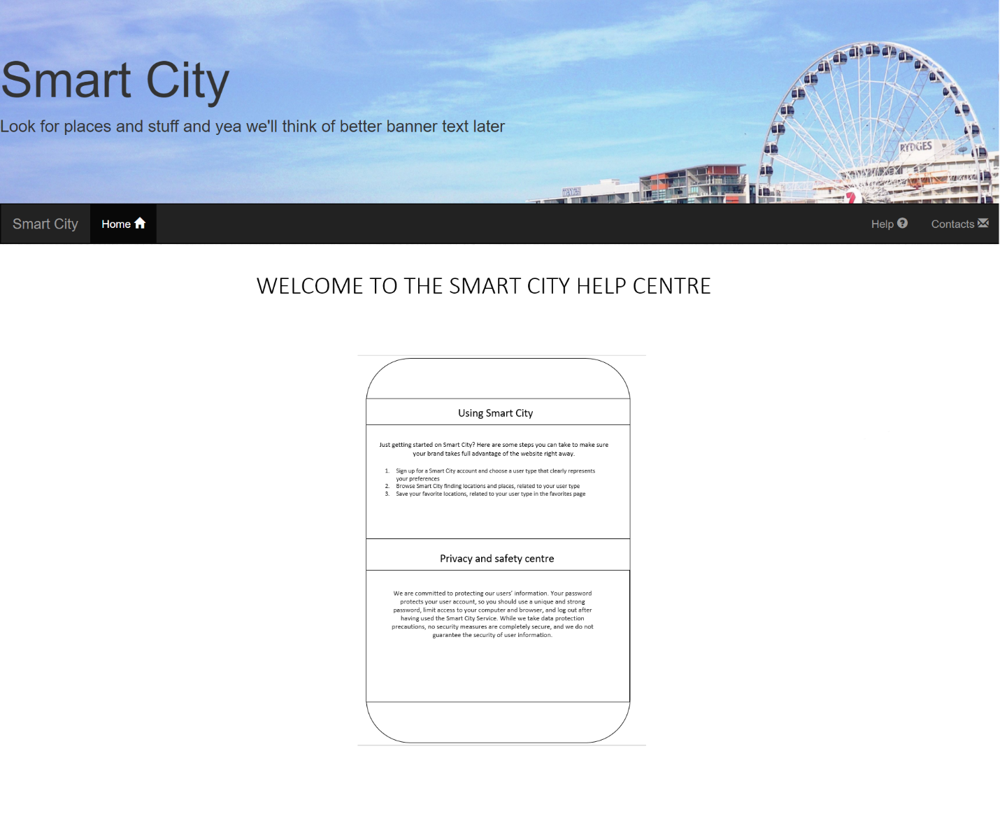 Smart City
Look for places and stuff and yea we'll think of better banner text later
RYDGES
Smart City
Home
Help
Contacts
WELCOME TO THE SMART CITY HELP CENTRE
Using Smart City
Just getting started on Smart City? Here are some steps you can take to make sure
your brand takes full advantage of the website right away.
1. Sign up for a Smart City account and choose a user type that clearly represents
your preferences
2. Browse Smart City finding locations and places, related to your user type
3. Save your favorite locations, related to your user type in the favorites page
Privacy and safety centre
We are committed to protecting our users' information. Your password
protects your user account, so you should use a unique and strong
password, limit access to your computer and browser, and log out after
having used the Smart City Service. While we take data protection
precautions, no security measures are completely secure, and we do not
guarantee the security of user information.